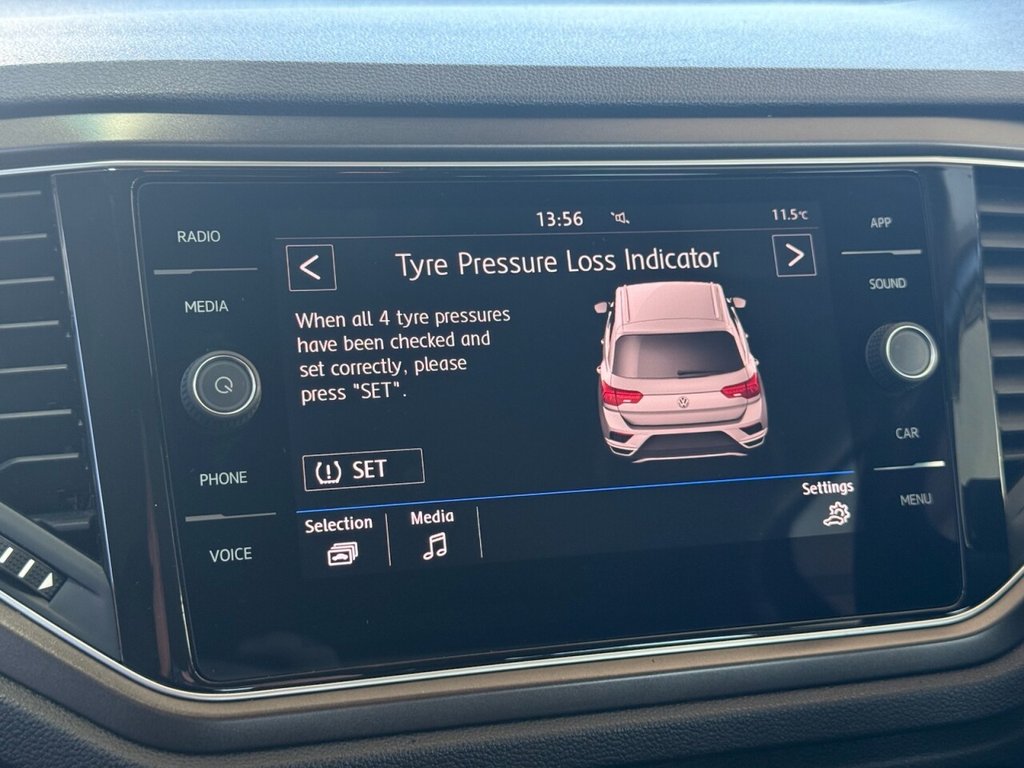 RADIO
MEDIA
PHONE
VOICE
13:56
11.5°C
<
Tyre Pressure Loss Indicator
>
When all 4 tyre pressures
have been checked and
set correctly, please
press "SET".
(!) SET
Selection
Media
Settings
APP
SOUND
CAR
MENU